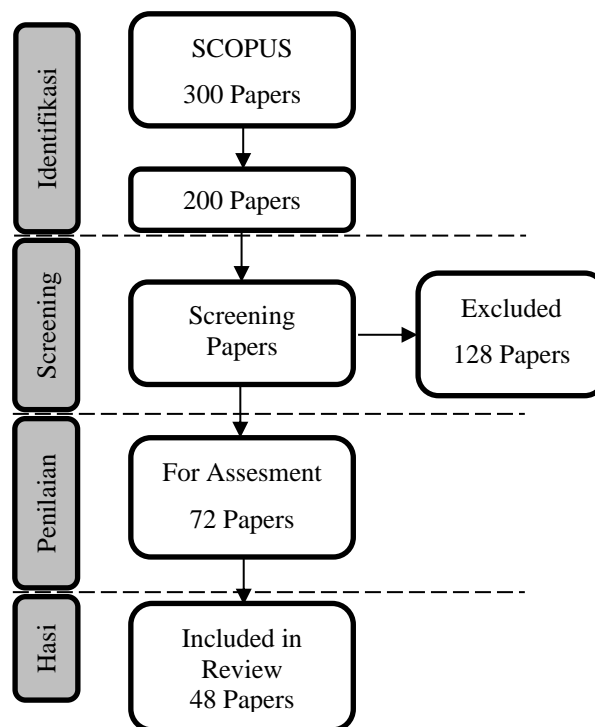 Identifikasi
SCOPUS
300 Papers
200 Papers
Screening
Screening
Papers
Excluded
128 Papers
Penilaian
For Assesment
72 Papers
Hasi
Included in
Review
48 Papers